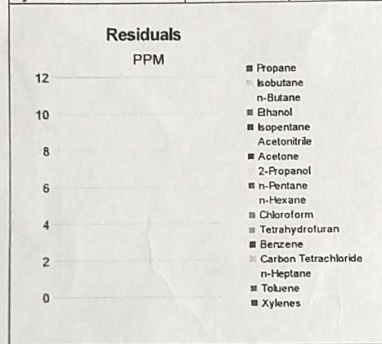 Residuals
PPM
12
10
8
6
4
2
0
Propane
Isobutane
n-Butane
Ethanol
Isopentane
Acetonitrile
Acetone
2-Propanol
n-Pentane
n-Hexane
Chloroform
Tetrahydrofuran
Benzene
Carbon Tetrachloride
n-Heptane
Toluene
Xylenes